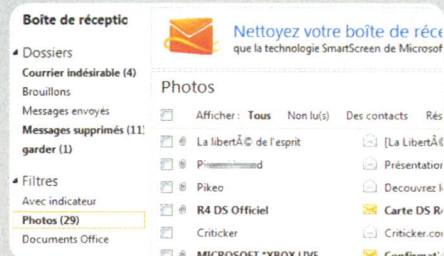 Boîte de réceptic
Nettoyez votre boîte de réce
que la technologie SmartScreen de Microsof
Dossiers
Courrier indésirable (4)
Brouillons
Messages envoyés
Messages supprimés (11)
garder (1)
Filtres
Avec indicateur
Photos (29)
Documents Office
Photos
Afficher : Tous Non lu(s) Des contacts Rés
La libertÃ© de l'esprit [La LibertÃ©
Présentation
Pikeo Decouvrez l
R4 DS Officiel Carte DS R
Criticker Criticker.cor
MICROSOFT *XBOX LIVE Confirmat